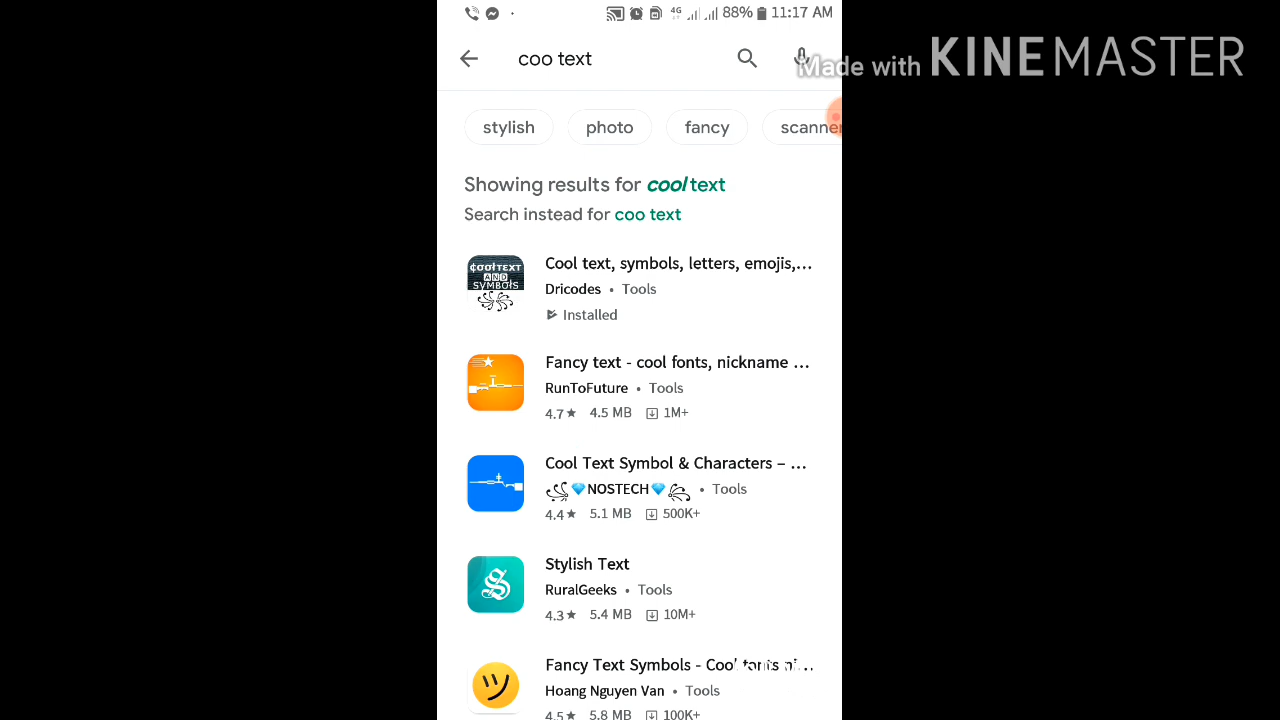 88% 11:17 AM
coo text
Made with KINEMASTER
stylish photo fancy scanner
Showing results for cool text
Search instead for coo text
Cool text, symbols, letters, emojis,...
Dricodes • Tools
Installed
Fancy text - cool fonts, nickname ...
RunToFuture • Tools
4.7★ 4.5 MB 1M+
Cool Text Symbol & Characters – ...
꧁💎NOSTECH💎꧂ • Tools
4.4★ 5.1 MB 500K+
Stylish Text
RuralGeeks • Tools
4.3★ 5.4 MB 10M+
Fancy Text Symbols - Cool fonts ni...
Hoang Nguyen Van • Tools
4.5★ 5.8 MB 100K+